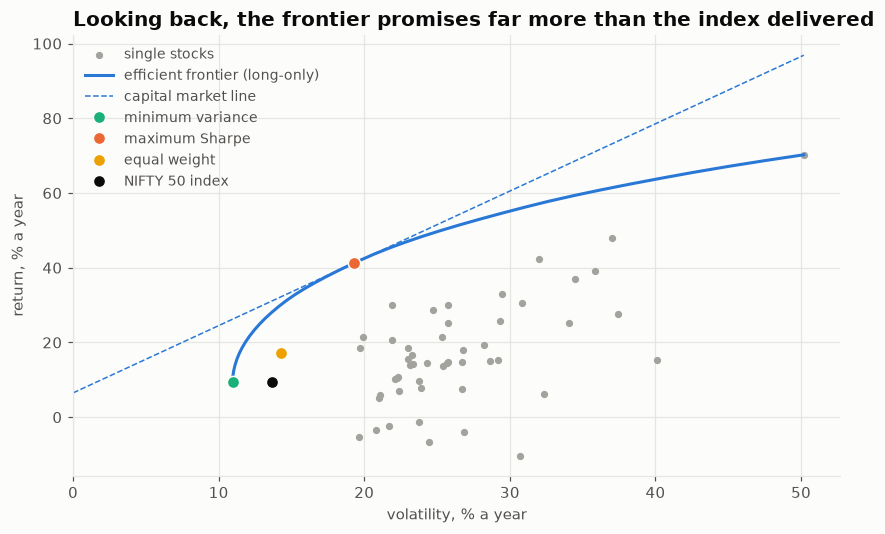 Looking back, the frontier promises far more than the index delivered
single stocks
efficient frontier (long-only)
capital market line
minimum variance
maximum Sharpe
equal weight
NIFTY 50 index
return, % a year
100
80
60
40
20
0
0 10 20 30 40 50
volatility, % a year